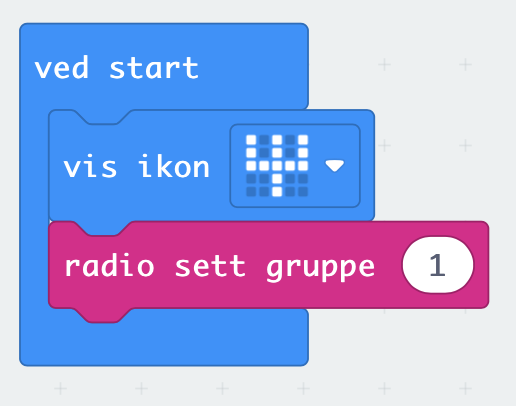 ved start
vis ikon
radio sett gruppe 1